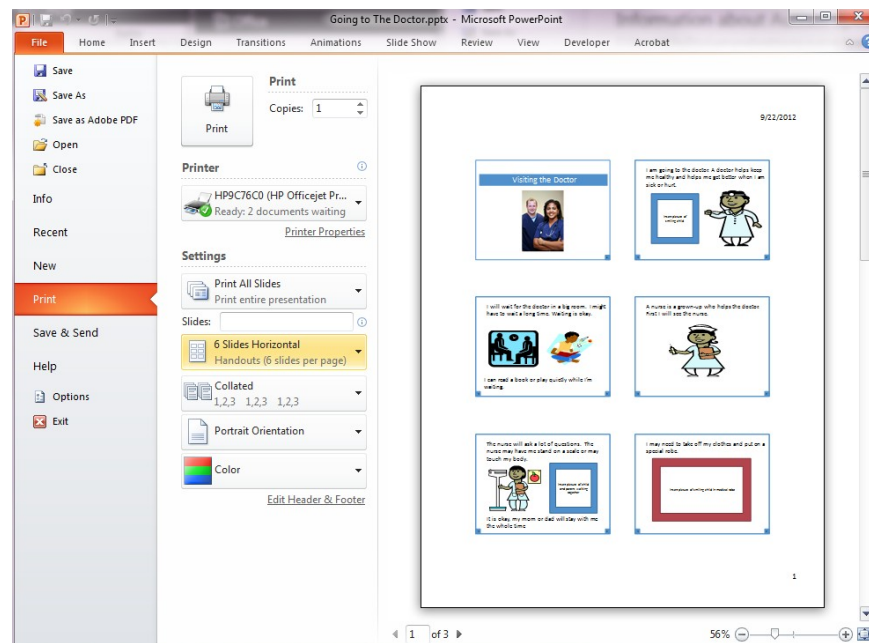 Going to The Doctor.pptx - Microsoft PowerPoint
File Home Insert Design Transitions Animations Slide Show Review View Developer Acrobat
Save
Save As
Save as Adobe PDF
Open
Close
Info
Recent
New
Print
Save & Send
Help
Options
Exit
Print
Print
Copies: 1
Printer
HP9C76C0 (HP Officejet Pr...
Ready: 2 documents waiting
Printer Properties
Settings
Print All Slides
Print entire presentation
Slides:
6 Slides Horizontal
Handouts (6 slides per page)
Collated
1,2,3 1,2,3 1,2,3
Portrait Orientation
Color
Edit Header & Footer
9/22/2012
Visiting the Doctor
I am going to the doctor. A doctor helps keep
me healthy and helps me get better when I am
sick or hurt.
I will wait for the doctor in a big room. I might
have to wait a long time. Waiting is okay.
I can read a book or play quietly while I'm
waiting.
A nurse is a grown-up who helps the doctor.
First I will see the nurse.
The nurse will ask a lot of questions. The
nurse may have me stand on a scale or may
touch my body.
It is okay, my mom or dad will stay with me
the whole time
I may need to take off my clothes and put on a
special robe.
1
1 of 3
56%